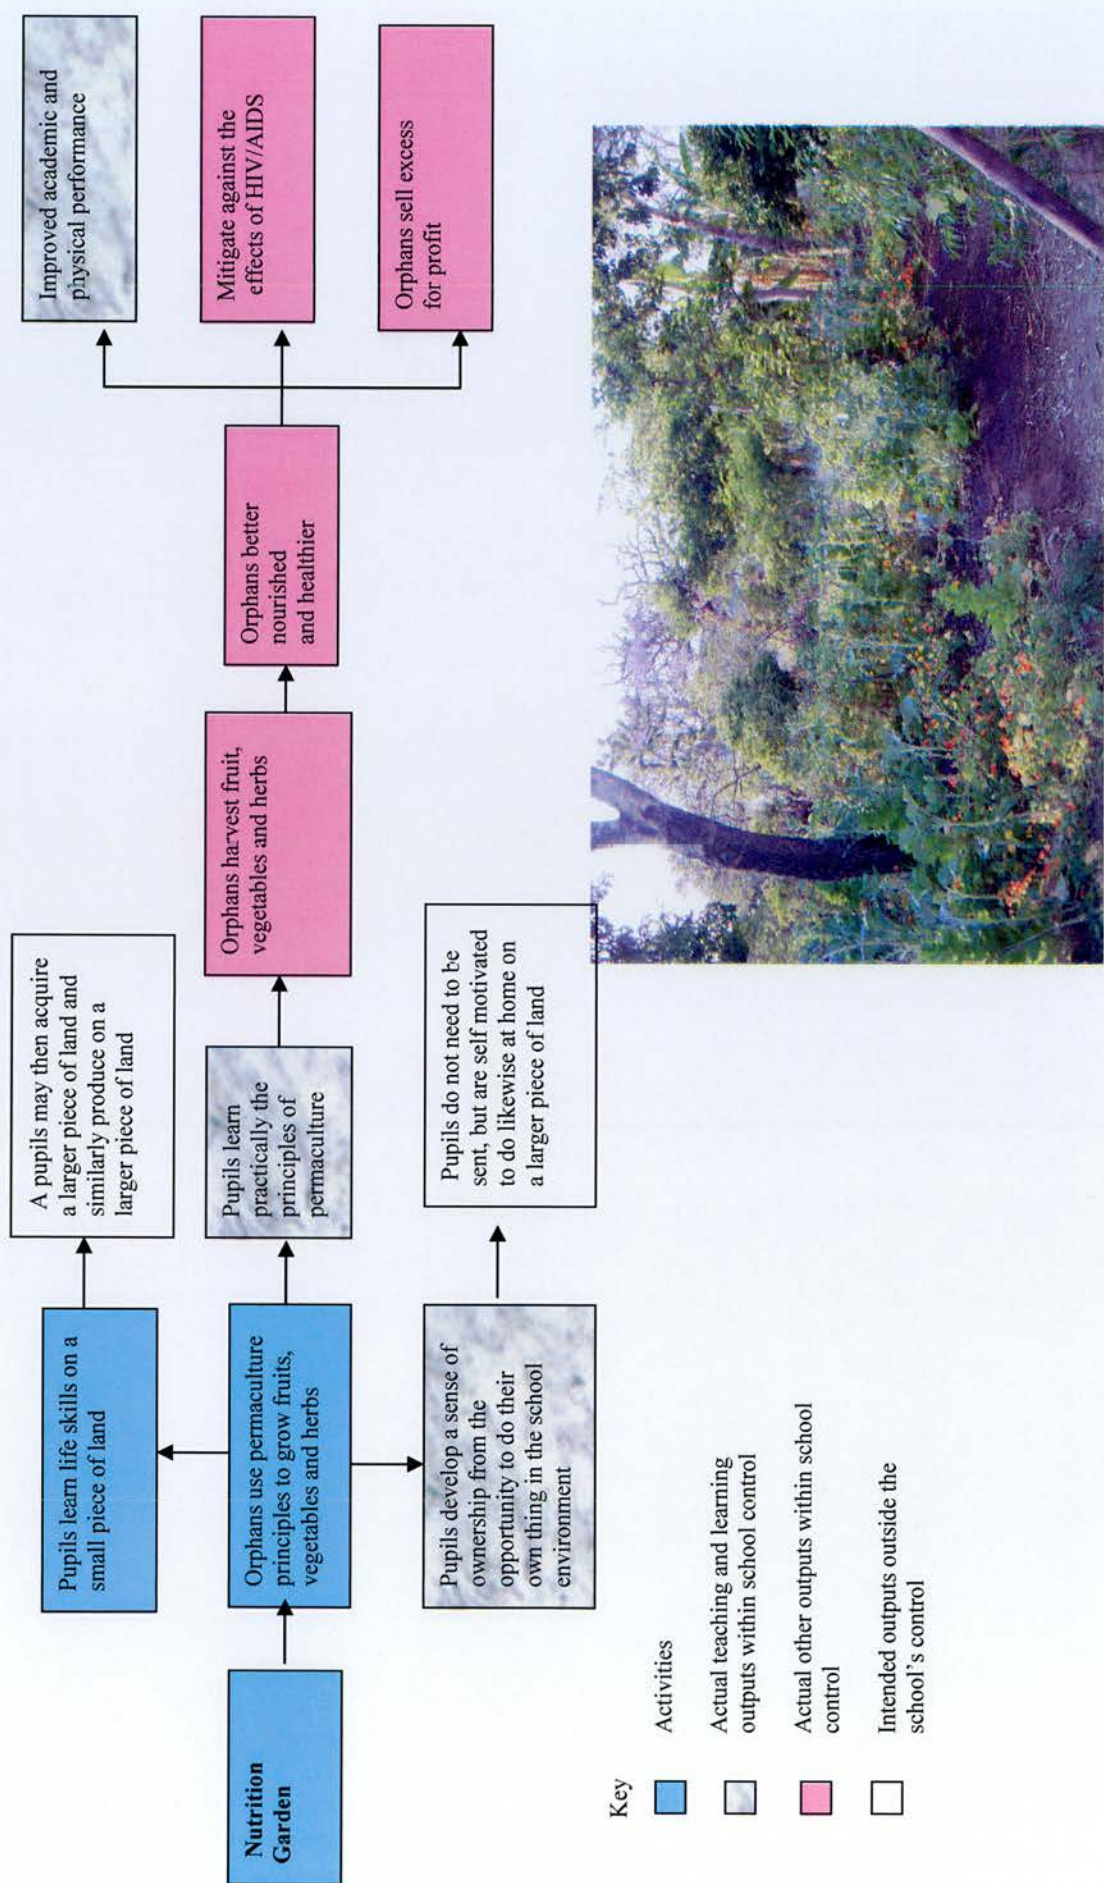 Nutrition
Garden
Pupils learn life skills on a
small piece of land
Orphans use permaculture
principles to grow fruits,
vegetables and herbs
Pupils develop a sense of
ownership from the
opportunity to do their
own thing in the school
environment
A pupils may then acquire
a larger piece of land and
similarly produce on a
larger piece of land
Pupils learn
practically the
principles of
permaculture
Pupils do not need to be
sent, but are self motivated
to do likewise at home on
a larger piece of land
Orphans harvest fruit,
vegetables and herbs
Orphans better
nourished
and healthier
Improved academic and
physical performance
Mitigate against the
effects of HIV/AIDS
Orphans sell excess
for profit
Key
Activities
Actual teaching and learning
outputs within school control
Actual other outputs within school
control
Intended outputs outside the
school's control